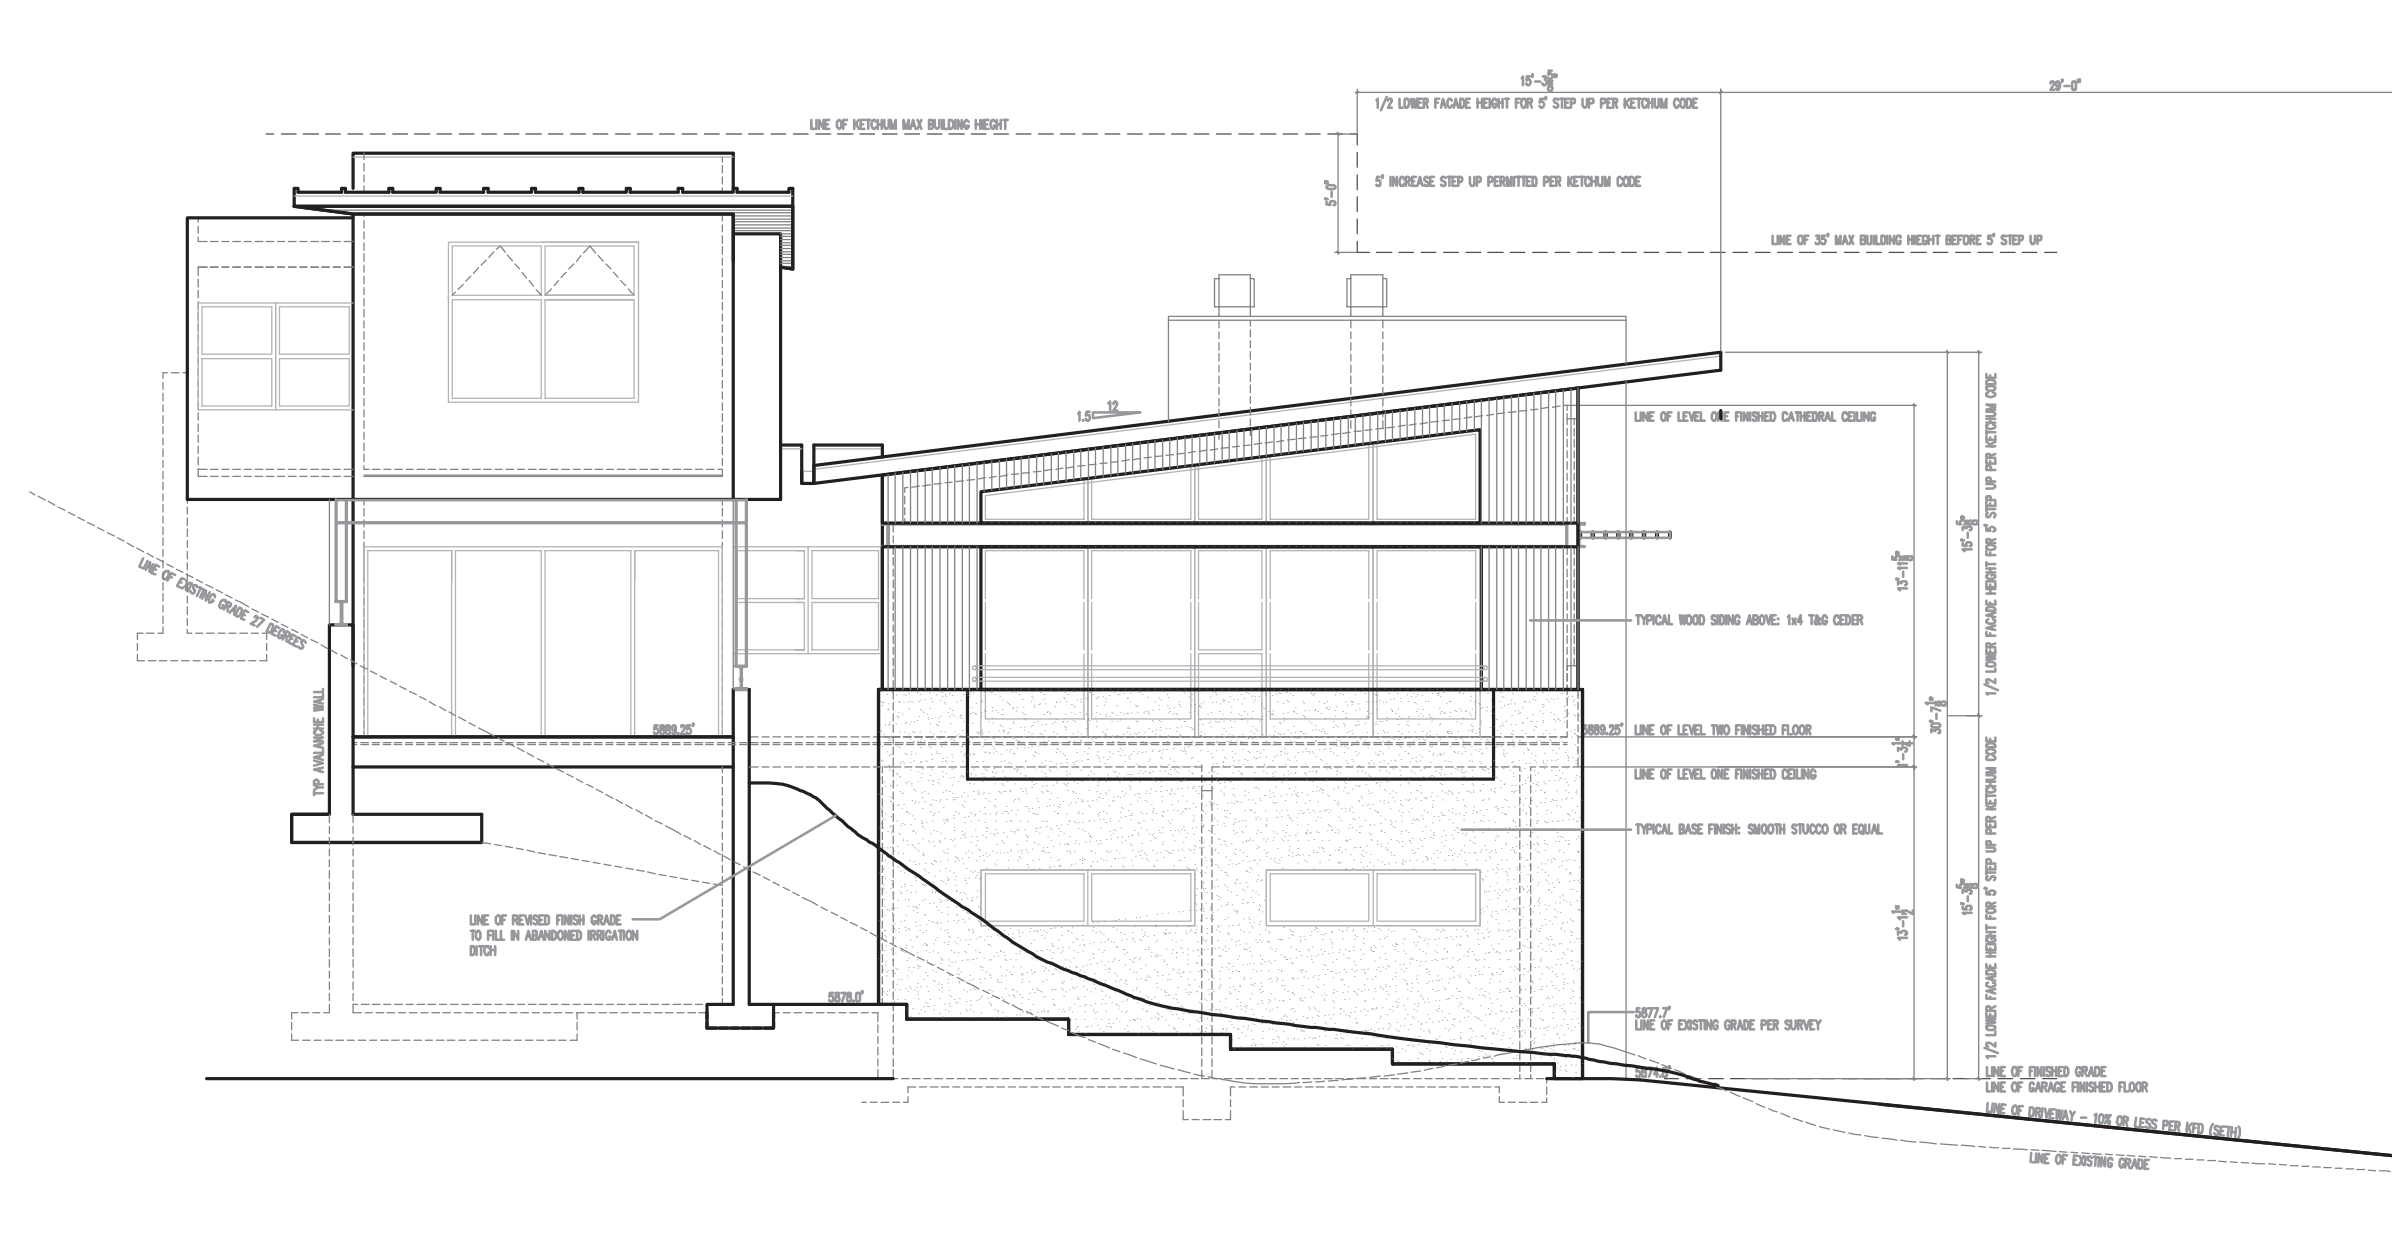 15'-3 5/8"
29'-0"
1/2 LOWER FACADE HEIGHT FOR 5' STEP UP PER KETCHUM CODE
LINE OF KETCHUM MAX BUILDING HIEGHT
5'-0"
5' INCREASE STEP UP PERMITTED PER KETCHUM CODE
LINE OF 35' MAX BUILDING HIEGHT BEFORE 5' STEP UP
12
1.5
LINE OF LEVEL ONE FINISHED CATHEDRAL CEILING
1/2 LOWER FACADE HEIGHT FOR 5' STEP UP PER KETCHUM CODE
15'-3 5/8"
13'-11 5/8"
LINE OF EXISTING GRADE 27 DEGREES
TYPICAL WOOD SIDING ABOVE: 1x4 T&G CEDER
TYP AVALANCHE WALL
5889.25'
5889.25'
LINE OF LEVEL TWO FINISHED FLOOR
30'-7
LINE OF LEVEL ONE FINISHED CEILING
TYPICAL BASE FINISH: SMOOTH STUCCO OR EQUAL
1/2 LOWER FACADE HEIGHT FOR 5' STEP UP PER KETCHUM CODE
15'-3 5/8"
13'-1 1/2"
LINE OF REVISED FINISH GRADE
TO FILL IN ABANDONED IRRIGATION
DITCH
5878.0'
5877.7'
LINE OF EXISTING GRADE PER SURVEY
LINE OF FINISHED GRADE
LINE OF GARAGE FINISHED FLOOR
LINE OF DRIVEWAY - 10% OR LESS PER KFD (SETH)
LINE OF EXISTING GRADE